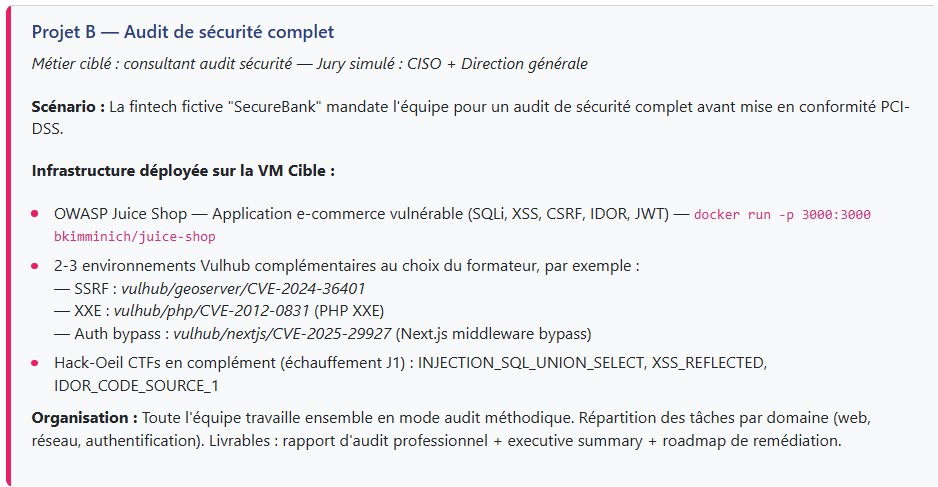 Projet B — Audit de sécurité complet
Métier ciblé : consultant audit sécurité — Jury simulé : CISO + Direction générale
Scénario : La fintech fictive "SecureBank" mandate l'équipe pour un audit de sécurité complet avant mise en conformité PCI-
DSS.
Infrastructure déployée sur la VM Cible :
OWASP Juice Shop — Application e-commerce vulnérable (SQLi, XSS, CSRF, IDOR, JWT) — docker run -p 3000:3000
bkimminich/juice-shop
2-3 environnements Vulhub complémentaires au choix du formateur, par exemple :
— SSRF : vulhub/geoserver/CVE-2024-36401
— XXE : vulhub/php/CVE-2012-0831 (PHP XXE)
— Auth bypass : vulhub/nextjs/CVE-2025-29927 (Next.js middleware bypass)
Hack-Oeil CTFs en complément (échauffement J1) : INJECTION_SQL_UNION_SELECT, XSS_REFLECTED,
IDOR_CODE_SOURCE_1
Organisation : Toute l'équipe travaille ensemble en mode audit méthodique. Répartition des tâches par domaine (web,
réseau, authentification). Livrables : rapport d'audit professionnel + executive summary + roadmap de remédiation.